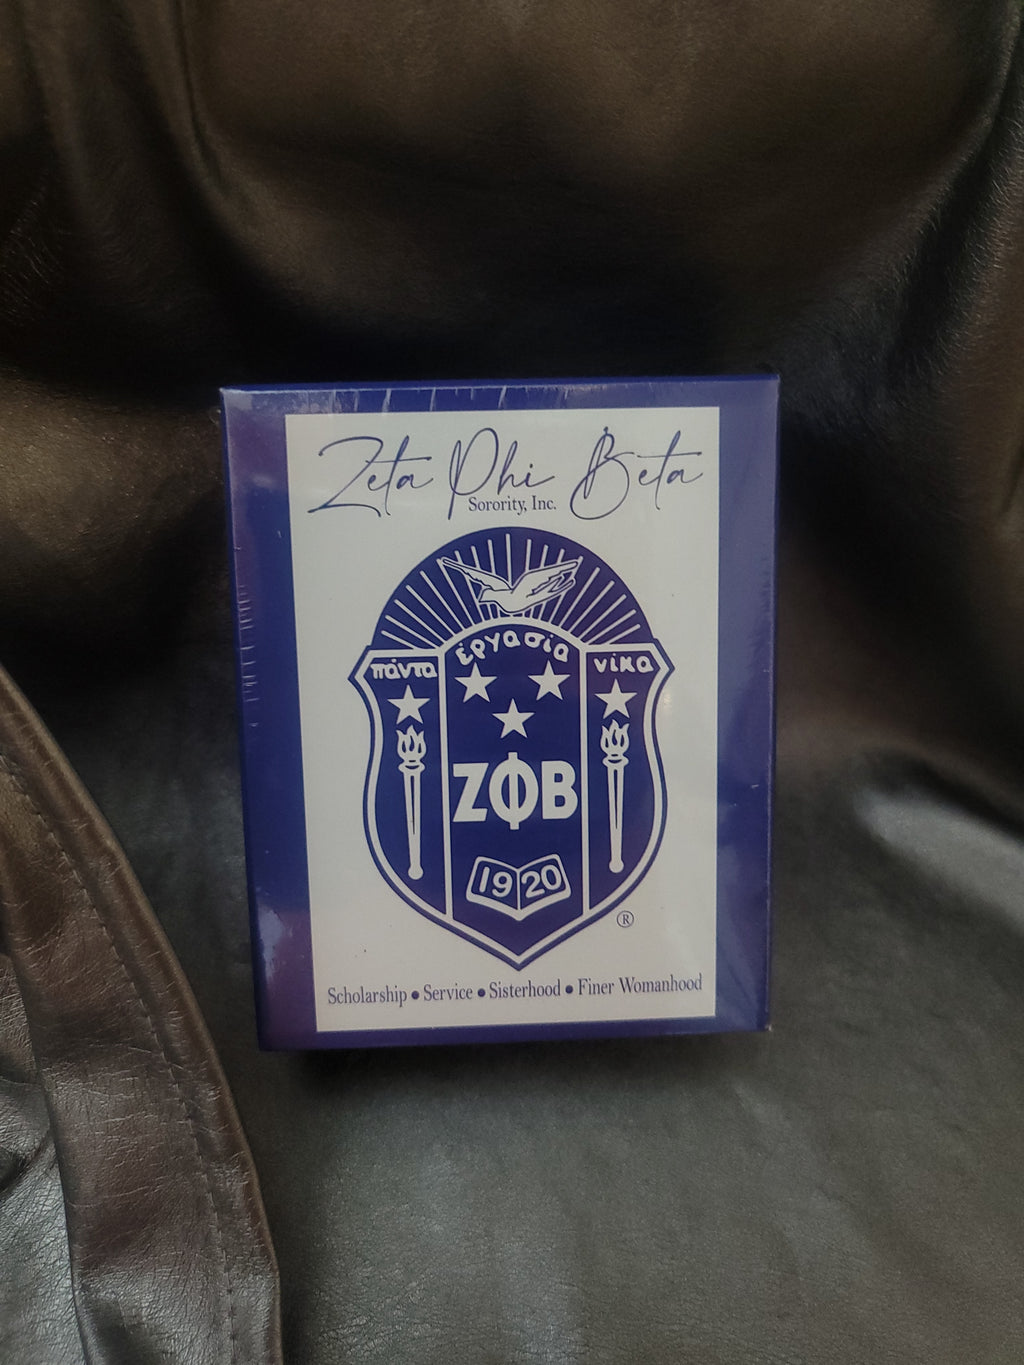 Zeta Phi Beta
Sorority, Inc.
πάντα ἐργασία νίκα
ΖΦΒ
1920
®
Scholarship • Service • Sisterhood • Finer Womanhood